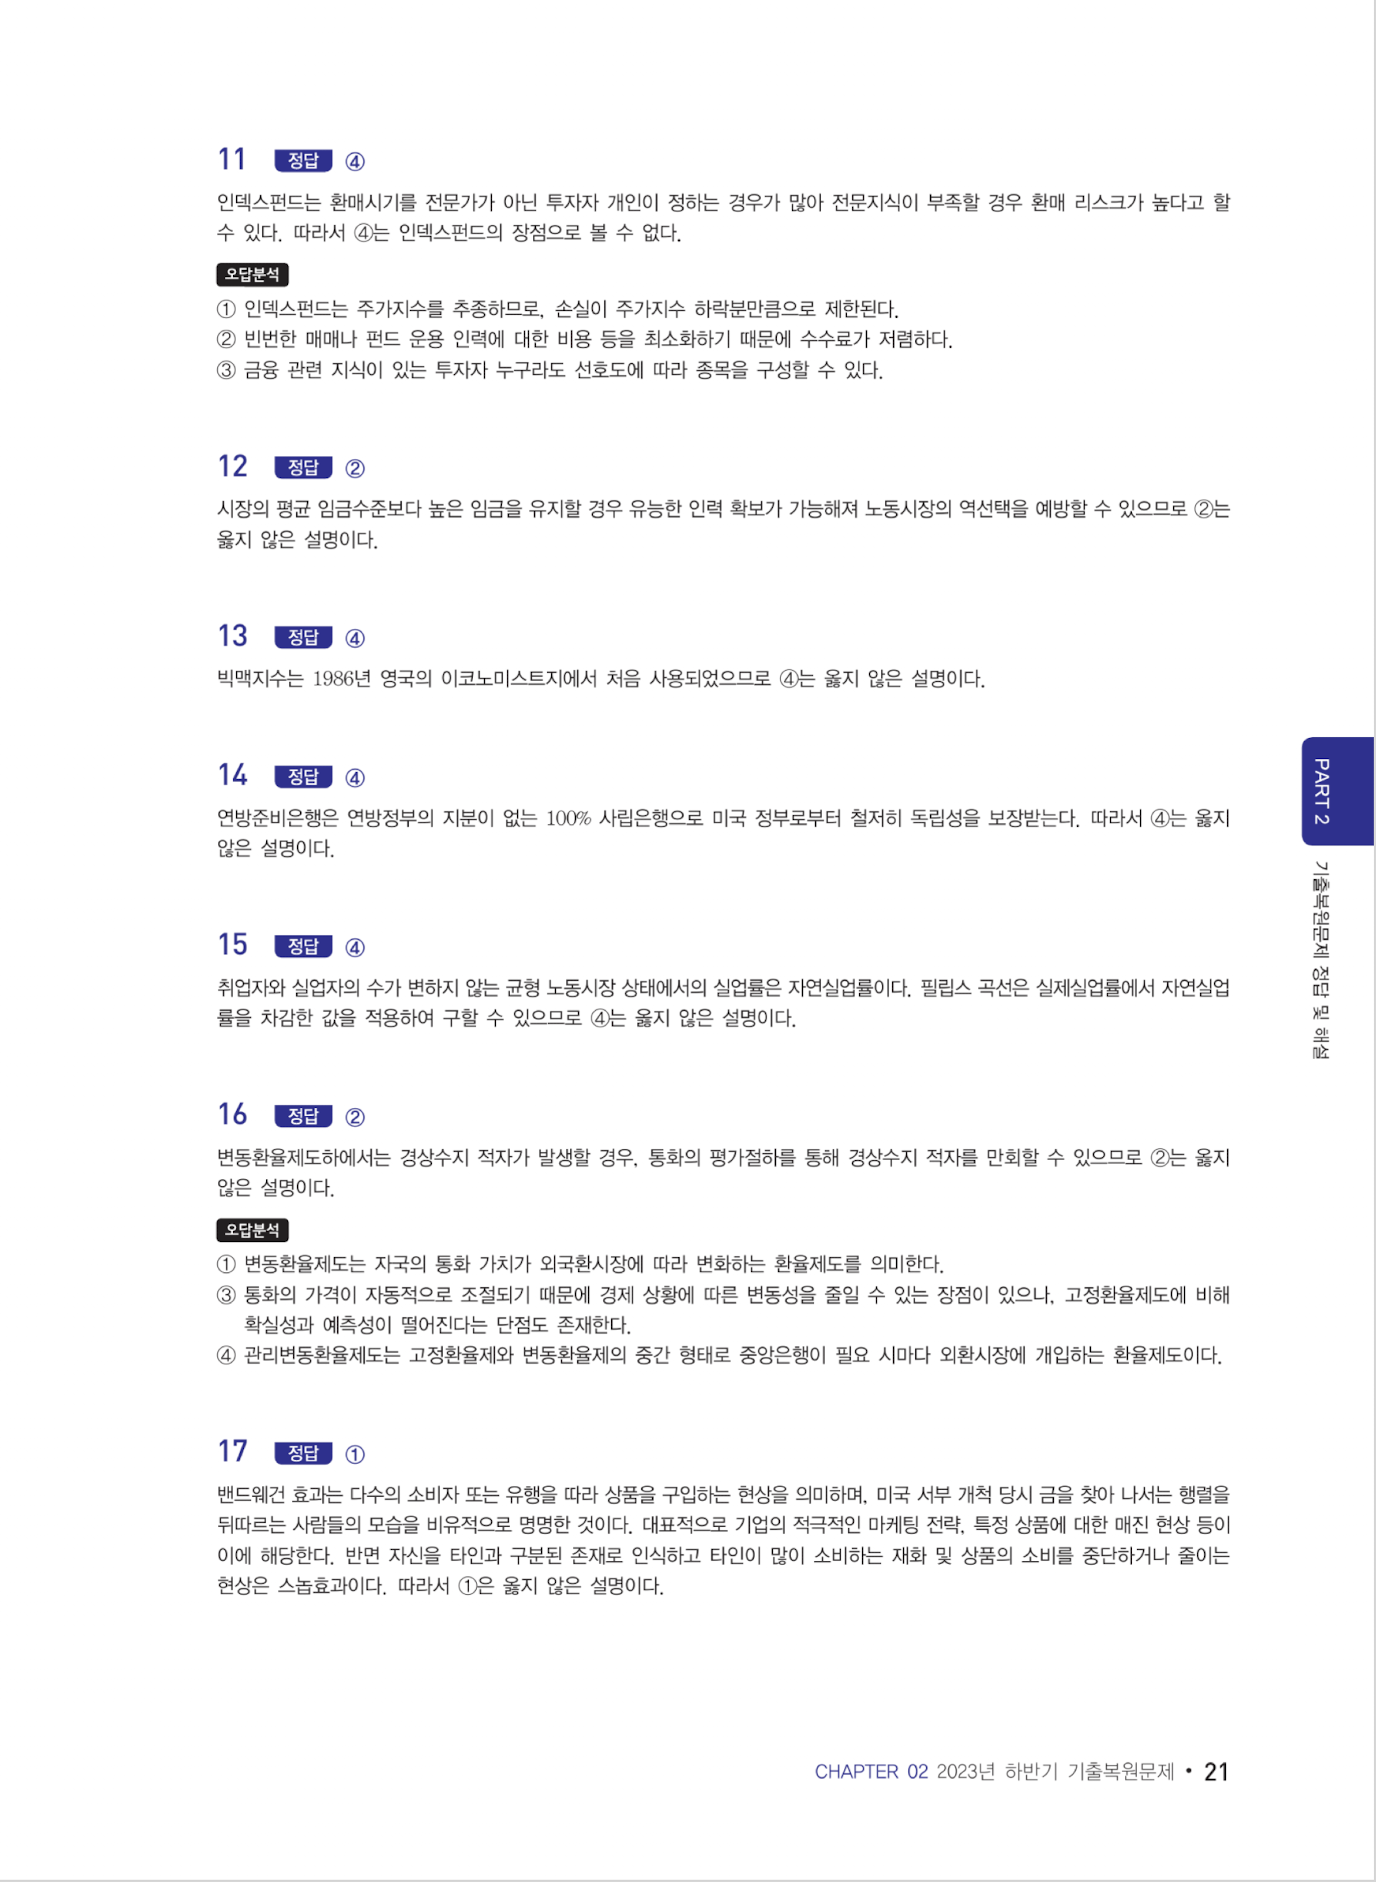 11 정답 ④
인덱스펀드는 환매시기를 전문가가 아닌 투자자 개인이 정하는 경우가 많아 전문지식이 부족할 경우 환매 리스크가 높다고 할
수 있다. 따라서 ④는 인덱스펀드의 장점으로 볼 수 없다.
오답분석
① 인덱스펀드는 주가지수를 추종하므로, 손실이 주가지수 하락분만큼으로 제한된다.
② 빈번한 매매나 펀드 운용 인력에 대한 비용 등을 최소화하기 때문에 수수료가 저렴하다.
③ 금융 관련 지식이 있는 투자자 누구라도 선호도에 따라 종목을 구성할 수 있다.
12 정답 ②
시장의 평균 임금수준보다 높은 임금을 유지할 경우 유능한 인력 확보가 가능해져 노동시장의 역선택을 예방할 수 있으므로 ②는
옳지 않은 설명이다.
13 정답 ④
빅맥지수는 1986년 영국의 이코노미스트지에서 처음 사용되었으므로 ④는 옳지 않은 설명이다.
14 정답 ④
연방준비은행은 연방정부의 지분이 없는 100% 사립은행으로 미국 정부로부터 철저히 독립성을 보장받는다. 따라서 ④는 옳지
않은 설명이다.
15 정답 ④
취업자와 실업자의 수가 변하지 않는 균형 노동시장 상태에서의 실업률은 자연실업률이다. 필립스 곡선은 실제실업률에서 자연실업
률을 차감한 값을 적용하여 구할 수 있으므로 ④는 옳지 않은 설명이다.
16 정답 ②
변동환율제도하에서는 경상수지 적자가 발생할 경우, 통화의 평가절하를 통해 경상수지 적자를 만회할 수 있으므로 ②는 옳지
않은 설명이다.
오답분석
① 변동환율제도는 자국의 통화 가치가 외국환시장에 따라 변화하는 환율제도를 의미한다.
③ 통화의 가격이 자동적으로 조절되기 때문에 경제 상황에 따른 변동성을 줄일 수 있는 장점이 있으나, 고정환율제도에 비해
확실성과 예측성이 떨어진다는 단점도 존재한다.
④ 관리변동환율제도는 고정환율제와 변동환율제의 중간 형태로 중앙은행이 필요 시마다 외환시장에 개입하는 환율제도이다.
17 정답 ①
밴드웨건 효과는 다수의 소비자 또는 유행을 따라 상품을 구입하는 현상을 의미하며, 미국 서부 개척 당시 금을 찾아 나서는 행렬을
뒤따르는 사람들의 모습을 비유적으로 명명한 것이다. 대표적으로 기업의 적극적인 마케팅 전략, 특정 상품에 대한 매진 현상 등이
이에 해당한다. 반면 자신을 타인과 구분된 존재로 인식하고 타인이 많이 소비하는 재화 및 상품의 소비를 중단하거나 줄이는
현상은 스놉효과이다. 따라서 ①은 옳지 않은 설명이다.
PART 2
기출복원문제 정답 및 해설
CHAPTER 02 2023년 하반기 기출복원문제 • 21